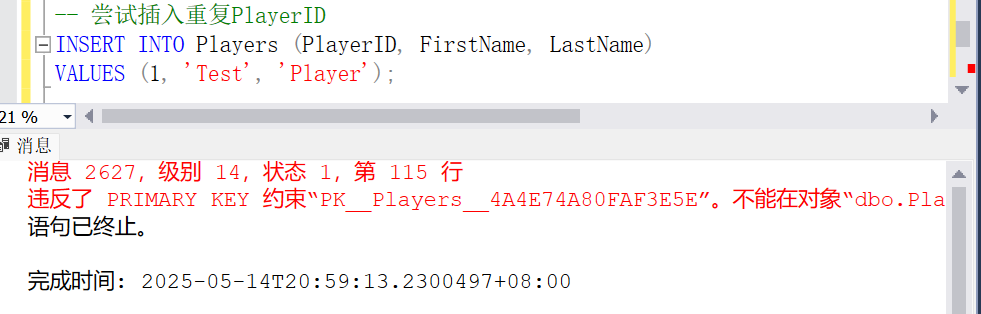 -- 尝试插入重复PlayerID
INSERT INTO Players (PlayerID, FirstName, LastName)
VALUES (1, 'Test', 'Player');
21 %
消息
消息 2627，级别 14，状态 1，第 115 行
违反了 PRIMARY KEY 约束“PK__Players__4A4E74A80FAF3E5E”。不能在对象“dbo.Pla
语句已终止。
完成时间: 2025-05-14T20:59:13.2300497+08:00